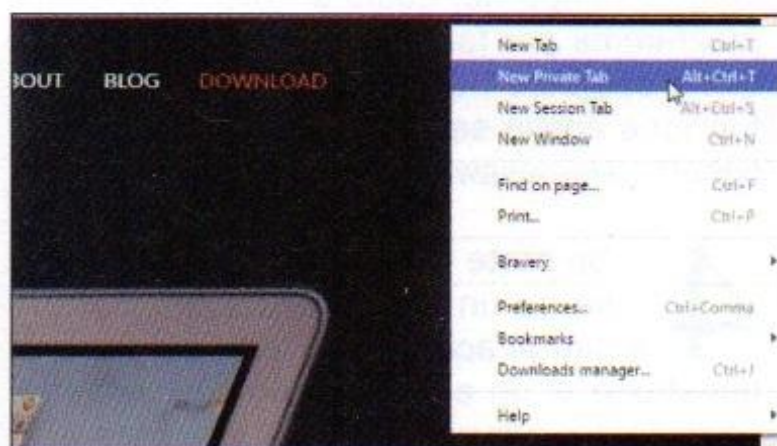 BOUT BLOG DOWNLOAD
New Tab Ctrl+T
New Private Tab Alt+Ctrl+T
New Session Tab Alt+Ctrl+S
New Window Ctrl+N
Find on page... Ctrl+F
Print... Ctrl+P
Bravery
Preferences... Ctrl+Comma
Bookmarks
Downloads manager... Ctrl+J
Help